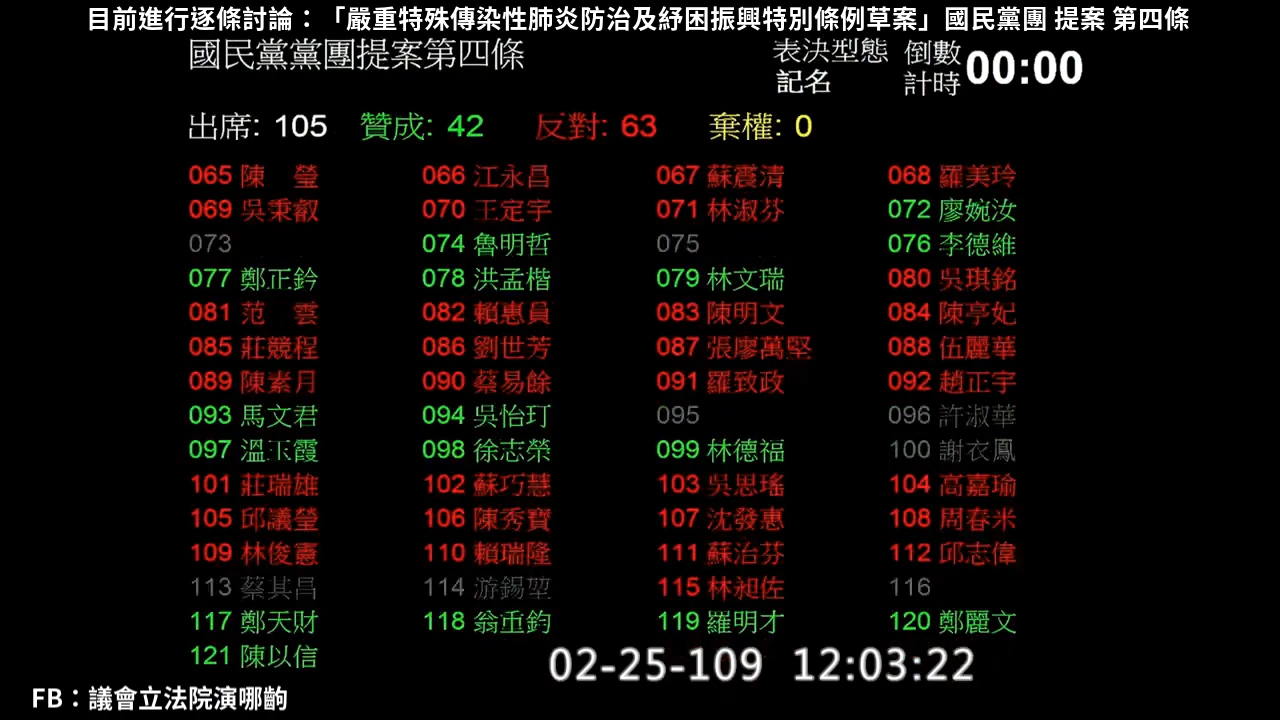 目前進行逐條討論：「嚴重特殊傳染性肺炎防治及紓困振興特別條例草案」國民黨團 提案 第四條
國民黨黨團提案第四條 表決型態 倒數
記名 計時 00:00
出席: 105 贊成: 42 反對: 63 棄權: 0
065 陳 瑩 066 江永昌 067 蘇震清 068 羅美玲
069 吳秉叡 070 王定宇 071 林淑芬 072 廖婉汝
073 074 魯明哲 075 076 李德維
077 鄭正鈐 078 洪孟楷 079 林文瑞 080 吳琪銘
081 范 雲 082 賴惠員 083 陳明文 084 陳亭妃
085 莊競程 086 劉世芳 087 張廖萬堅 088 伍麗華
089 陳素月 090 蔡易餘 091 羅致政 092 趙正宇
093 馬文君 094 吳怡玎 095 096 許淑華
097 溫玉霞 098 徐志榮 099 林德福 100 謝衣鳳
101 莊瑞雄 102 蘇巧慧 103 吳思瑤 104 高嘉瑜
105 邱議瑩 106 陳秀寶 107 沈發惠 108 周春米
109 林俊憲 110 賴瑞隆 111 蘇治芬 112 邱志偉
113 蔡其昌 114 游錫堃 115 林昶佐 116
117 鄭天財 118 翁重鈞 119 羅明才 120 鄭麗文
121 陳以信
02-25-109 12:03:22
FB：議會立法院演哪齣